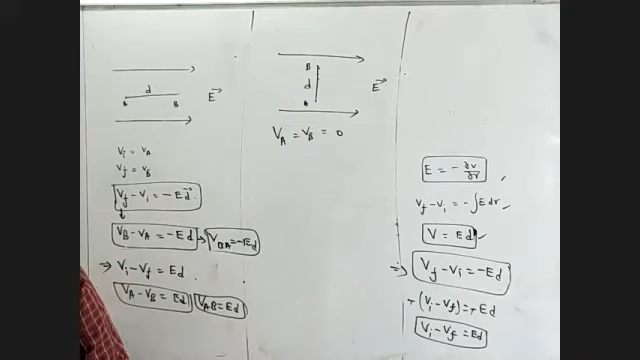 d
A B
E⃗
Vi = VA
Vf = VB
Vf - Vi = -Ed⃗.
VB - VA = -Ed → VBA = -Ed
⇒ Vi - Vf = Ed.
VA - VB = Ed VAB = Ed
B
d
A
E⃗
VA = VB = 0
E = - ∂v/∂r
Vf - Vi = -∫Edr
V = Ed
⇒ Vf - Vi = -Ed
+ (Vi - Vf) = + Ed
Vi - Vf = Ed